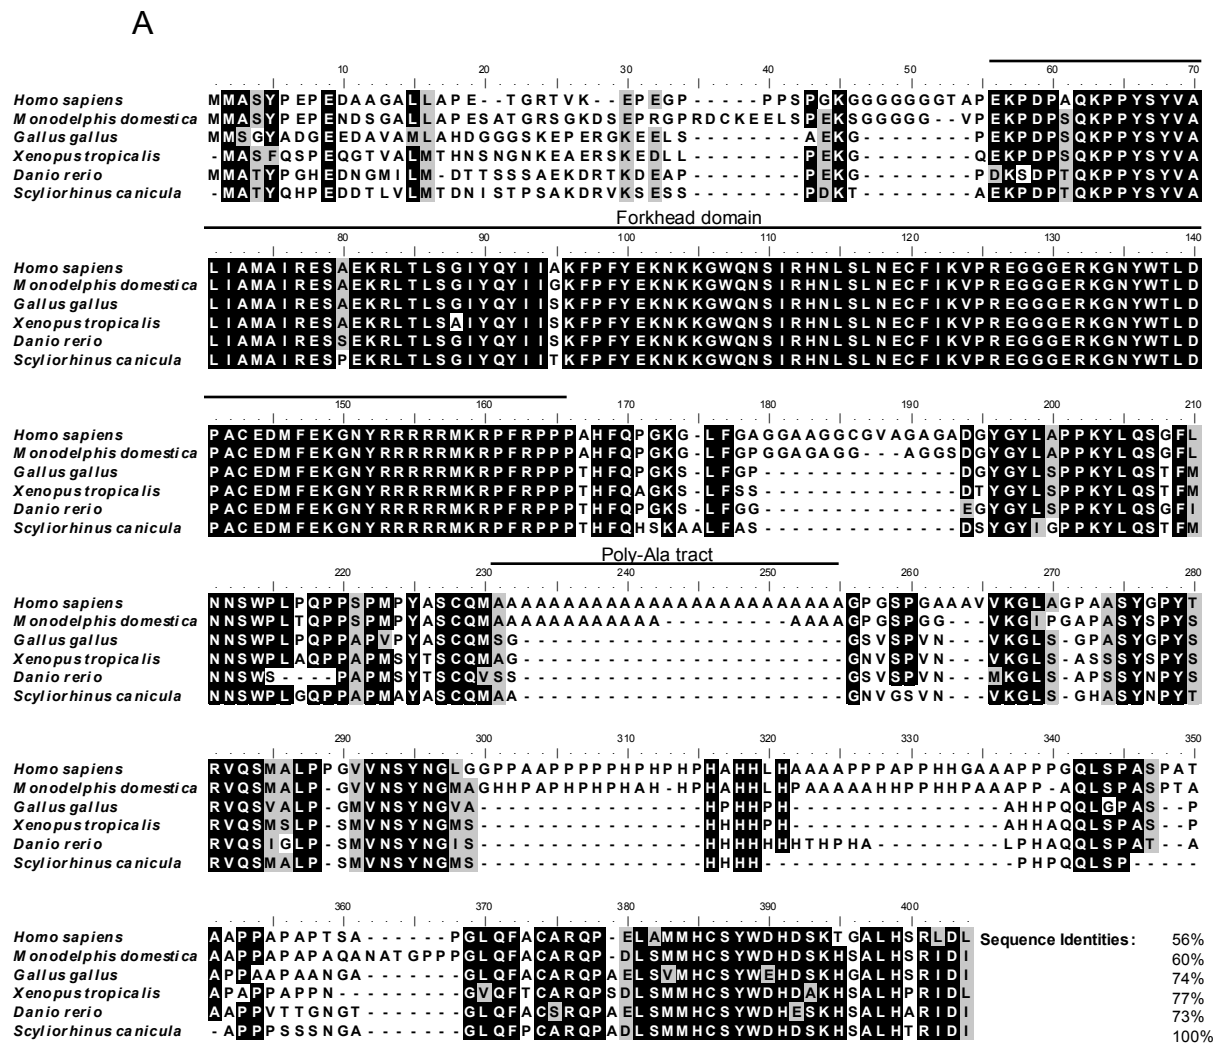 A
10 20 30 40 50 60 70
Homo sapiens MMASYPEPEDAAGALLAPE--TGRTVK--EPEGP-----PPSPGKGGGGGGGTAPEKPDPAQKPPYSYVA
Monodelphis domestica MMASYPEPENDSGALLAPESATGRSGKDSEPRGPRDCKEELSPEKSGGGGG--VPEKPDPSQKPPYSYVA
Gallus gallus MMSGYADGEEDAVAMLAHDGGGSKEPERGKEELS--------AEKG--------PEKPDPSQKPPYSYVA
Xenopus tropicalis -MASFQSPEQGTVALMTHNSNGNKEAERSKEDLL--------PEKG--------QEKPDPSQKPPYSYVA
Danio rerio MMATYPGHEDNGMILM-DTTSSSAEKDRTKDEAP--------PEKG--------PDKSDPTQKPPYSYVA
Scyliorhinus canicula -MATYQHPEDDTLVLMTDNISTPSAKDRVKSESS--------PDKT--------AEKPDPTQKPPYSYVA
Forkhead domain
80 90 100 110 120 130 140
Homo sapiens LIAMAIRESAEKRLTLSGIYQYIIAKFPFYEKNKKGWQNSIRHNLSLNECFIKVPREGGGERKGNYWTLD
Monodelphis domestica LIAMAIRESAEKRLTLSGIYQYIIGKFPFYEKNKKGWQNSIRHNLSLNECFIKVPREGGGERKGNYWTLD
Gallus gallus LIAMAIRESAEKRLTLSGIYQYIISKFPFYEKNKKGWQNSIRHNLSLNECFIKVPREGGGERKGNYWTLD
Xenopus tropicalis LIAMAIRESAEKRLTLSAIYQYIISKFPFYEKNKKGWQNSIRHNLSLNECFIKVPREGGGERKGNYWTLD
Danio rerio LIAMAIRESSEKRLTLSGIYQYIISKFPFYEKNKKGWQNSIRHNLSLNECFIKVPREGGGERKGNYWTLD
Scyliorhinus canicula LIAMAIRESPEKRLTLSGIYQYIITKFPFYEKNKKGWQNSIRHNLSLNECFIKVPREGGGERKGNYWTLD
150 160 170 180 190 200 210
Homo sapiens PACEDMFEKGNYRRRRRMKRPFRPPPAHFQPGKG-LFGAGGAAGGCGVAGAGADGYGYLAPPKYLQSGFL
Monodelphis domestica PACEDMFEKGNYRRRRRMKRPFRPPPAHFQPGKS-LFGPGGAGAGG---AGGSDGYGYLAPPKYLQSGFL
Gallus gallus PACEDMFEKGNYRRRRRMKRPFRPPPTHFQPGKS-LFGP--------------DGYGYLSPPKYLQSTFM
Xenopus tropicalis PACEDMFEKGNYRRRRRMKRPFRPPPTHFQAGKS-LFSS--------------DTYGYLSPPKYLQSTFM
Danio rerio PACEDMFEKGNYRRRRRMKRPFRPPPTHFQPGKS-LFGG--------------EGYGYLSPPKYLQSGFI
Scyliorhinus canicula PACEDMFEKGNYRRRRRMKRPFRPPPTHFQHSKAALFAS--------------DSYGYIGPPKYLQSTFM
Poly-Ala tract
220 230 240 250 260 270 280
Homo sapiens NNSWPLPQPPSPMPYASCQMAAAAAAAAAAAAAAAAAAAAAAAAGPGSPGAAAVVKGLAGPAASYGPYT
Monodelphis domestica NNSWPLTQPPSPMPYASCQMAAAAAAAAAAAA---------AAAAGPGSPGG---VKGIPGAPASYSPYS
Gallus gallus NNSWPLPQPPAPVPYASCQMSG-----------------------GSVSPVN---VKGLS-GPASYGPYS
Xenopus tropicalis NNSWPLAQPPAPMSYTSCQMAG-----------------------GNVSPVN---VKGLS-ASSSYSPYS
Danio rerio NNSWS----PAPMSYTSCQVSS-----------------------GSVSPVN---MKGLS-APSSYSPYS
Scyliorhinus canicula NNSWPLGQPPAPMAYASCQMAA-----------------------GNVGSVN---VKGLS-GHASYNPYT
290 300 310 320 330 340 350
Homo sapiens RVQSMALPPGVVNSYNGLGGPPAAPPPPPHPHPHPHAHHLHAAAAPPPAPPHHGAAAPPPGQLSPASPAT
Monodelphis domestica RVQSMALP-GMVNSYNGMAGHHPAPHPHPHAH-HPHAHHLHPAAAAAHHPPHHPAAAPP-AQLSPASPTA
Gallus gallus RVQSVALP-GMVNSYNGVA----------------HPHHPH---------------AHHPQQLGPAS--P
Xenopus tropicalis RVQSMSLP-SMVNSYNGMS----------------HHHHPH---------------AHHAQQLSPAS--P
Danio rerio RVQSIGLP-SMVNSYNGIS----------------HHHHHHHTHPHA---------LPHAQQLSPAT--A
Scyliorhinus canicula RVQSMALP-SMVNSYNGMS----------------HHHH------------------PHPQQLSP-----
360 370 380 390 400
Homo sapiens AAPPAPAPTSA------PGLQFACARQP-ELAMMHCSYWDHDSKTGALHSRLDL Sequence Identities: 56%
Monodelphis domestica AAPPAPAPAQANATGPPPGLQFACARQP-DLSMMHCSYWDHDSKHSALHSRIDI 60%
Gallus gallus APPAAPAANGA-------GLQFACARQPAELSVMHCSYWEHDSKHGALHSRIDI 74%
Xenopus tropicalis APAPPAPPN---------GVQFTCARQPSDLSMMHCSYWDHDAKHSALHPRIDL 77%
Danio rerio AAPPVTTGNGT-------GLQFACSRQPAELSMMHCSYWDHESKHSALHARIDI 73%
Scyliorhinus canicula -APPPSSSNGA-------GLQFPCARQPADLSMMHCSYWDHDSKHSALHTRIDI 100%